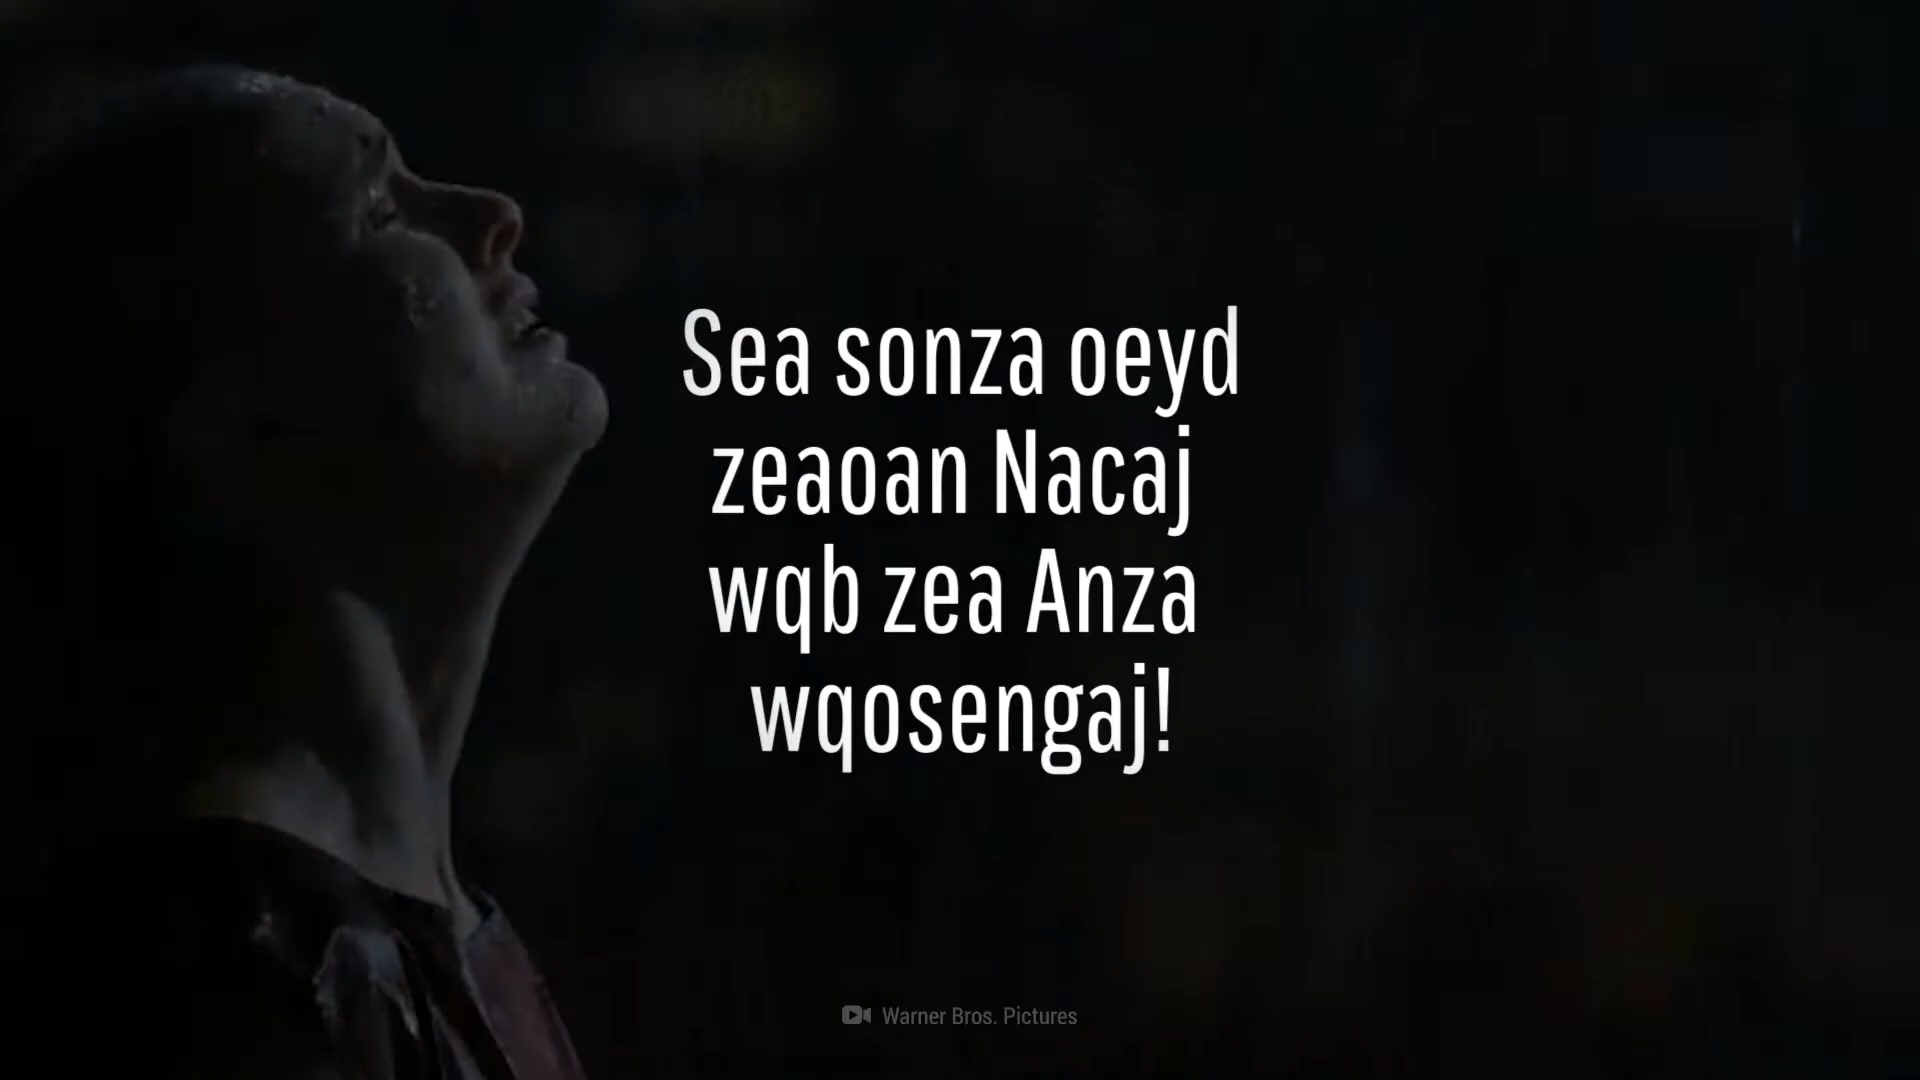 Sea sonza oeyd
zeaoan Nacaj
wqb zea Anza
wqosengaj!
Warner Bros. Pictures